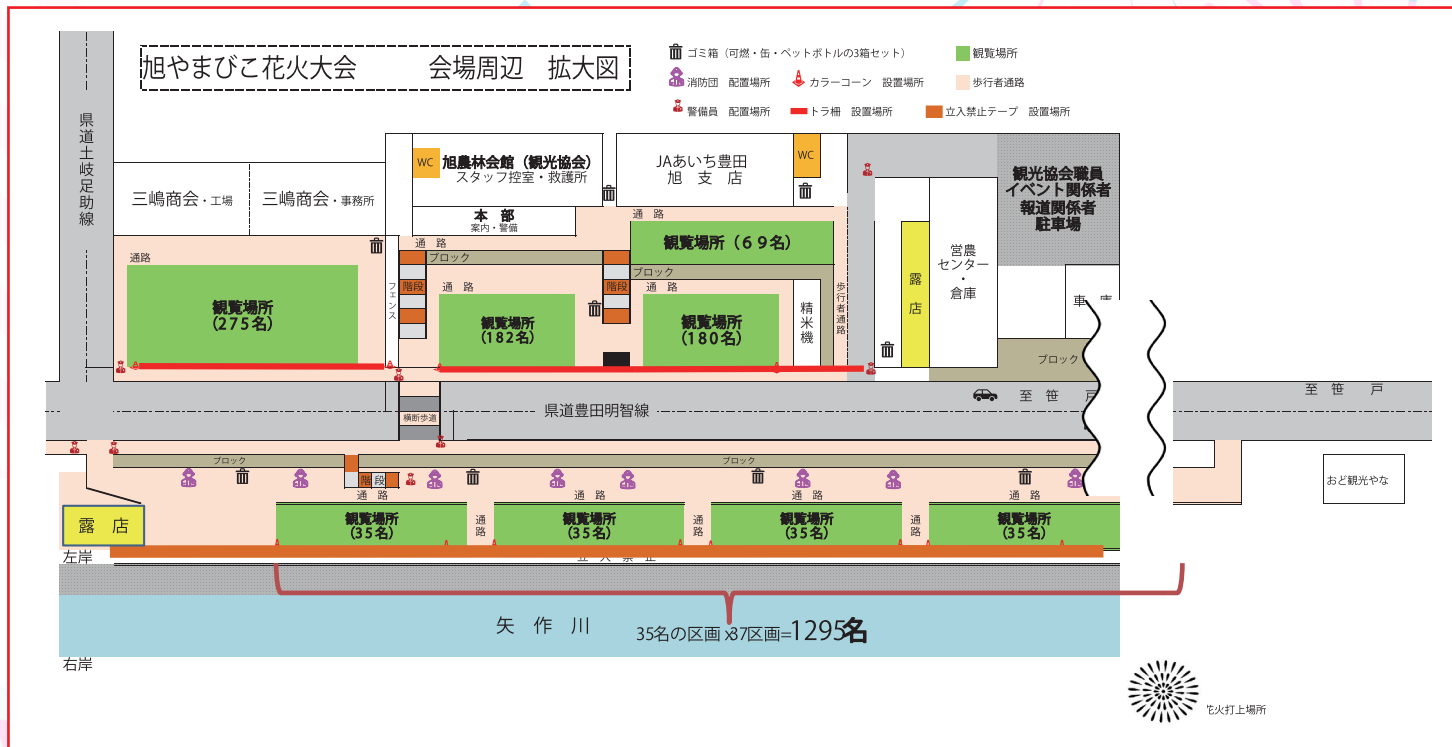 旭やまびこ花火大会　会場周辺　拡大図
ゴミ箱（可燃・缶・ペットボトルの3箱セット）
観覧場所
消防団　配置場所
カラーコーン　設置場所
歩行者通路
警備員　配置場所
トラ柵　設置場所
立入禁止テープ　設置場所
県道土岐足助線
三嶋商会・工場
三嶋商会・事務所
WC
旭農林会館（観光協会）
スタッフ控室・救護所
本部
案内・警備
JAあいち豊田
旭支店
WC
観光協会職員
イベント関係者
報道関係者
駐車場
通路
通路
通路
ブロック
観覧場所（69名）
ブロック
観覧場所
（275名）
フェンス
階段
通路
観覧場所
（182名）
階段
通路
観覧場所
（180名）
精米機
歩行者通路
露店
営農
センター
・
倉庫
車庫
ブロック
県道豊田明智線
横断歩道
至笹戸
至笹戸
ブロック
ブロック
階段
おど観光やな
通路
通路
通路
通路
露店
観覧場所
（35名）
通路
観覧場所
（35名）
通路
観覧場所
（35名）
通路
観覧場所
（35名）
左岸
矢作川
35名の区画 x37区画=1295名
右岸
花火打上場所